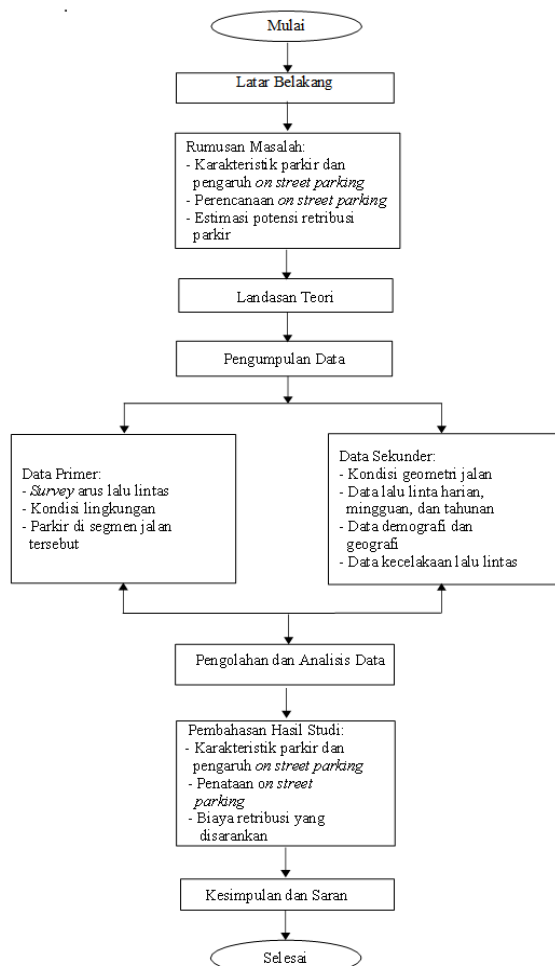 Mulai
Latar Belakang
Rumusan Masalah:
- Karakteristik parkir dan
pengaruh on street parking
- Perencanaan on street parking
- Estimasi potensi retribusi
parkir
Landasan Teori
Pengumpulan Data
Data Primer:
- Survey arus lalu lintas
- Kondisi lingkungan
- Parkir di segmen jalan
tersebut
Data Sekunder:
- Kondisi geometri jalan
- Data lalu linta harian,
mingguan, dan tahunan
- Data demografi dan
geografi
- Data kecelakaan lalu lintas
Pengolahan dan Analisis Data
Pembahasan Hasil Studi:
- Karakteristik parkir dan
pengaruh on street parking
- Penataan on street
parking
- Biaya retribusi yang
disarankan
Kesimpulan dan Saran
Selesai